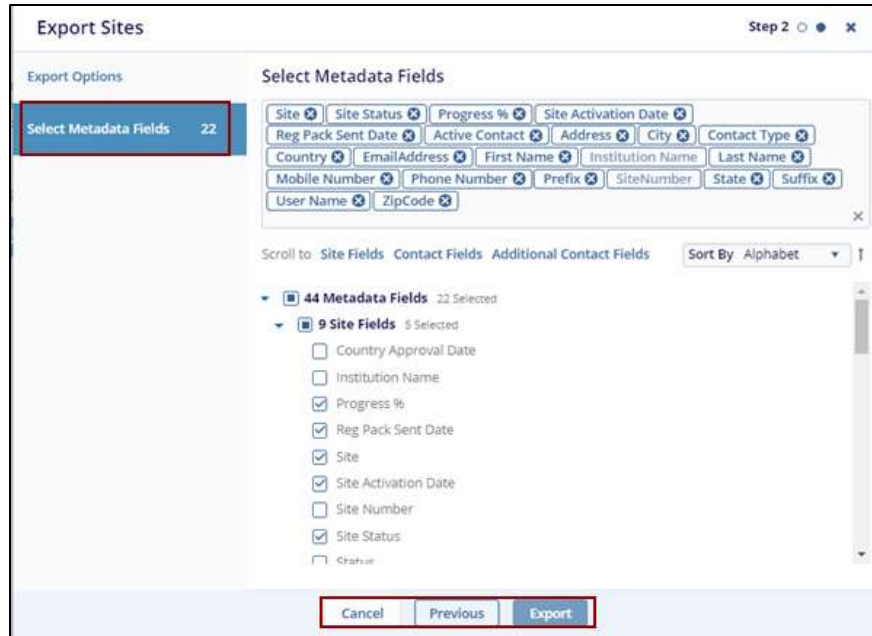 Export Sites
Step 2
Export Options
Select Metadata Fields 22
Select Metadata Fields
Site Site Status Progress % Site Activation Date
Reg Pack Sent Date Active Contact Address City Contact Type
Country EmailAddress First Name Institution Name Last Name
Mobile Number Phone Number Prefix SiteNumber State Suffix
User Name ZipCode
Scroll to Site Fields Contact Fields Additional Contact Fields Sort By Alphabet
44 Metadata Fields 22 Selected
9 Site Fields 5 Selected
Country Approval Date
Institution Name
Progress %
Reg Pack Sent Date
Site
Site Activation Date
Site Number
Site Status
Status
Cancel Previous Export